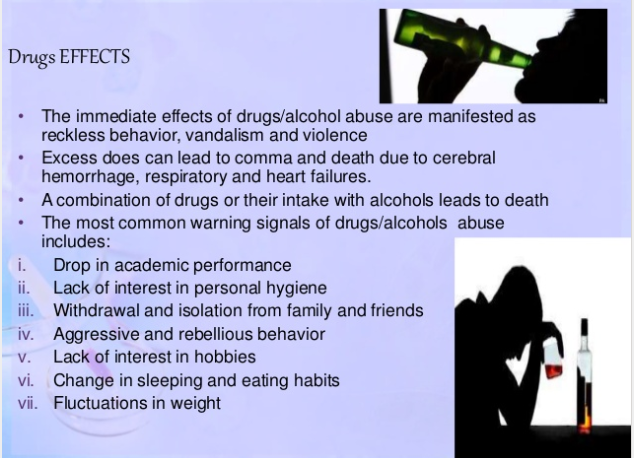 Drugs EFFECTS
• The immediate effects of drugs/alcohol abuse are manifested as
reckless behavior, vandalism and violence
• Excess does can lead to comma and death due to cerebral
hemorrhage, respiratory and heart failures.
• A combination of drugs or their intake with alcohols leads to death
• The most common warning signals of drugs/alcohols abuse
includes:
i. Drop in academic performance
ii. Lack of interest in personal hygiene
iii. Withdrawal and isolation from family and friends
iv. Aggressive and rebellious behavior
v. Lack of interest in hobbies
vi. Change in sleeping and eating habits
vii. Fluctuations in weight